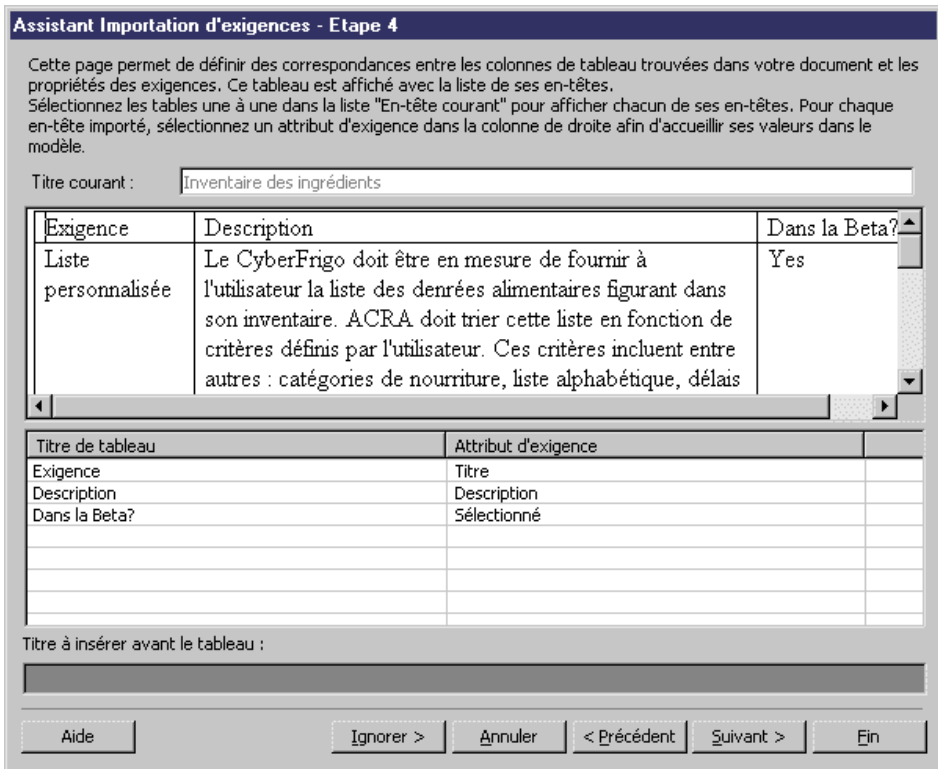 Assistant Importation d'exigences - Etape 4
Cette page permet de définir des correspondances entre les colonnes de tableau trouvées dans votre document et les
propriétés des exigences. Ce tableau est affiché avec la liste de ses en-têtes.
Sélectionnez les tables une à une dans la liste "En-tête courant" pour afficher chacun de ses en-têtes. Pour chaque
en-tête importé, sélectionnez un attribut d'exigence dans la colonne de droite afin d'accueillir ses valeurs dans le
modèle.
Titre courant : Inventaire des ingrédients
Exigence Description Dans la Beta?
Liste Le CyberFrigo doit être en mesure de fournir à Yes
personnalisée l'utilisateur la liste des denrées alimentaires figurant dans
son inventaire. ACRA doit trier cette liste en fonction de
critères définis par l'utilisateur. Ces critères incluent entre
autres : catégories de nourriture, liste alphabétique, délais
Titre de tableau Attribut d'exigence
Exigence Titre
Description Description
Dans la Beta? Sélectionné
Titre à insérer avant le tableau :
Aide Ignorer > Annuler < Précédent Suivant > Fin